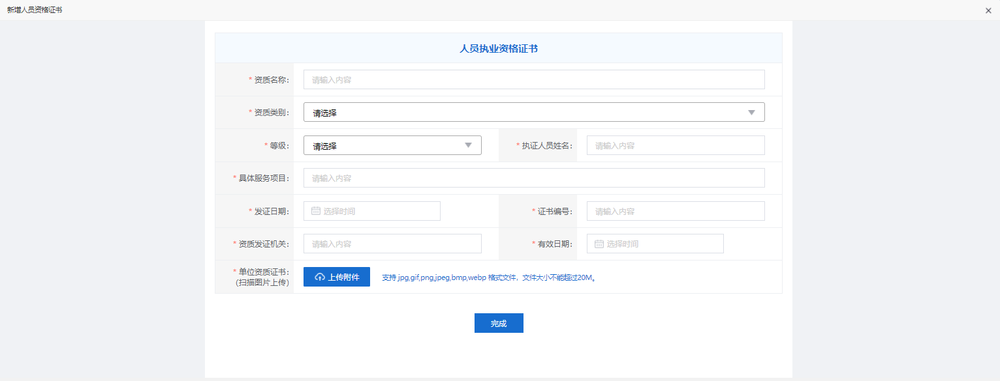 新增人员资格证书
人员执业资格证书
* 资质名称: 请输入内容
* 资质类别: 请选择
* 等级: 请选择 * 执证人员姓名: 请输入内容
* 具体服务项目: 请输入内容
* 发证日期: 选择时间 * 证书编号: 请输入内容
* 资质发证机关: 请输入内容 * 有效日期: 选择时间
* 单位资质证书:
(扫描图片上传)
上传附件 支持 jpg,gif,png,jpeg,bmp,webp 格式文件，文件大小不能超过20M。
完成